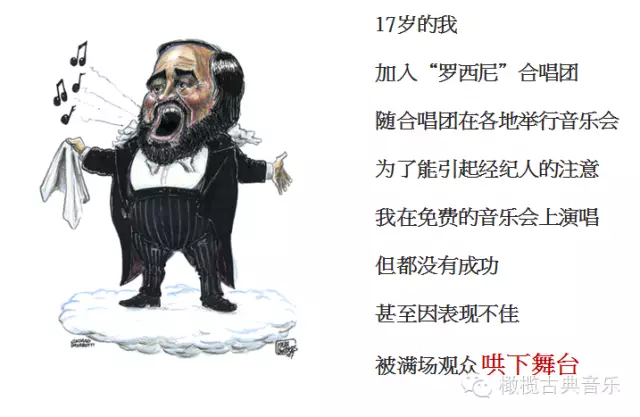 17岁的我
加入“罗西尼”合唱团
随合唱团在各地举行音乐会
为了能引起经纪人的注意
我在免费的音乐会上演唱
但都没有成功
甚至因表现不佳
被满场观众哄下舞台
橄榄古典音乐